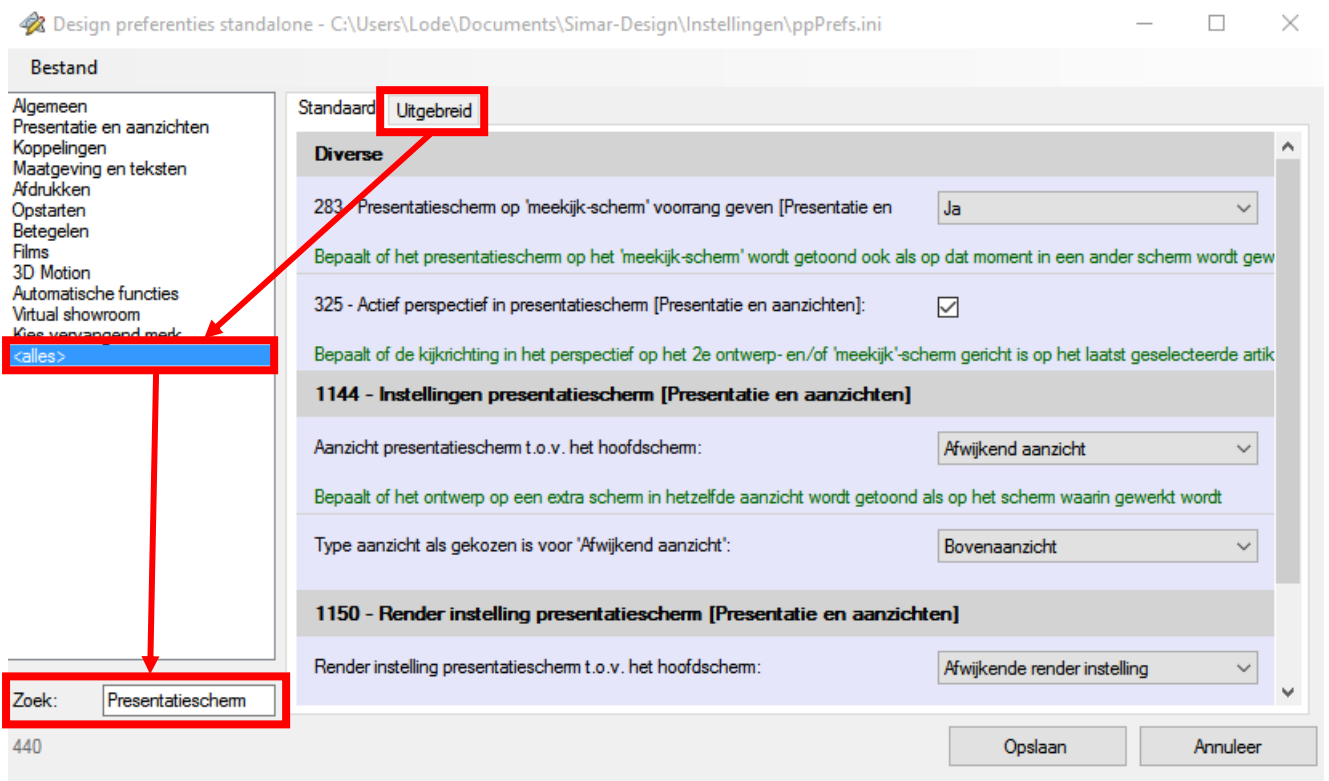 Design preferenties standalone - C:\Users\Lode\Documents\Simar-Design\Instellingen\ppPrefs.ini
Bestand
Algemeen
Presentatie en aanzichten
Koppelingen
Maatgeving en teksten
Afdrukken
Opstarten
Betegelen
Films
3D Motion
Automatische functies
Virtual showroom
Kies vervangend merk
<alles>
Zoek: Presentatiescherm
440
Standaard Uitgebreid
Diverse
283 - Presentatiescherm op 'meekijk-scherm' voorrang geven [Presentatie en Ja
Bepaalt of het presentatiescherm op het 'meekijk-scherm' wordt getoond ook als op dat moment in een ander scherm wordt gew
325 - Actief perspectief in presentatiescherm [Presentatie en aanzichten]:
Bepaalt of de kijkrichting in het perspectief op het 2e ontwerp- en/of 'meekijk'-scherm gericht is op het laatst geselecteerde artik
1144 - Instellingen presentatiescherm [Presentatie en aanzichten]
Aanzicht presentatiescherm t.o.v. het hoofdscherm: Afwijkend aanzicht
Bepaalt of het ontwerp op een extra scherm in hetzelfde aanzicht wordt getoond als op het scherm waarin gewerkt wordt
Type aanzicht als gekozen is voor 'Afwijkend aanzicht': Bovenaanzicht
1150 - Render instelling presentatiescherm [Presentatie en aanzichten]
Render instelling presentatiescherm t.o.v. het hoofdscherm: Afwijkende render instelling
Opslaan Annuleer